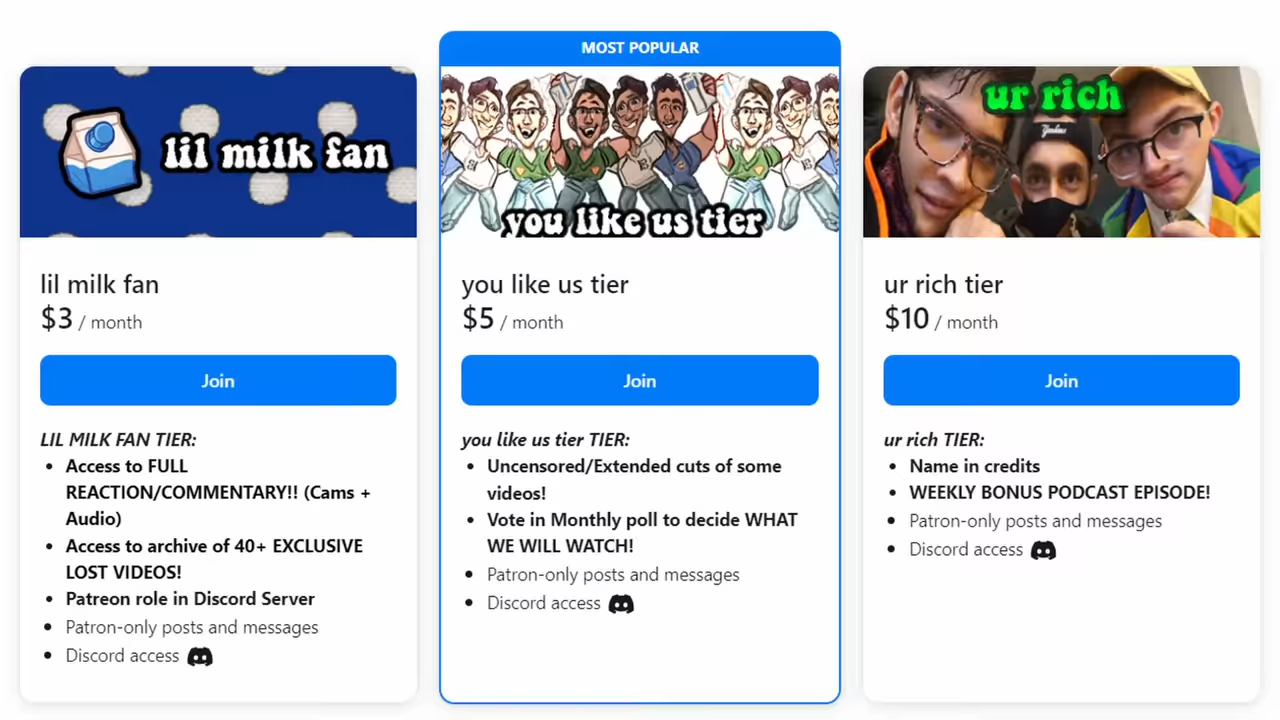 MOST POPULAR
lil milk fan
lil milk fan
$3 / month
Join
LIL MILK FAN TIER:
Access to FULL
REACTION/COMMENTARY!! (Cams +
Audio)
Access to archive of 40+ EXCLUSIVE
LOST VIDEOS!
Patreon role in Discord Server
Patron-only posts and messages
Discord access
you like us tier
you like us tier
$5 / month
Join
you like us tier TIER:
Uncensored/Extended cuts of some
videos!
Vote in Monthly poll to decide WHAT
WE WILL WATCH!
Patron-only posts and messages
Discord access
ur rich
Yankees
ur rich tier
$10 / month
Join
ur rich TIER:
Name in credits
WEEKLY BONUS PODCAST EPISODE!
Patron-only posts and messages
Discord access